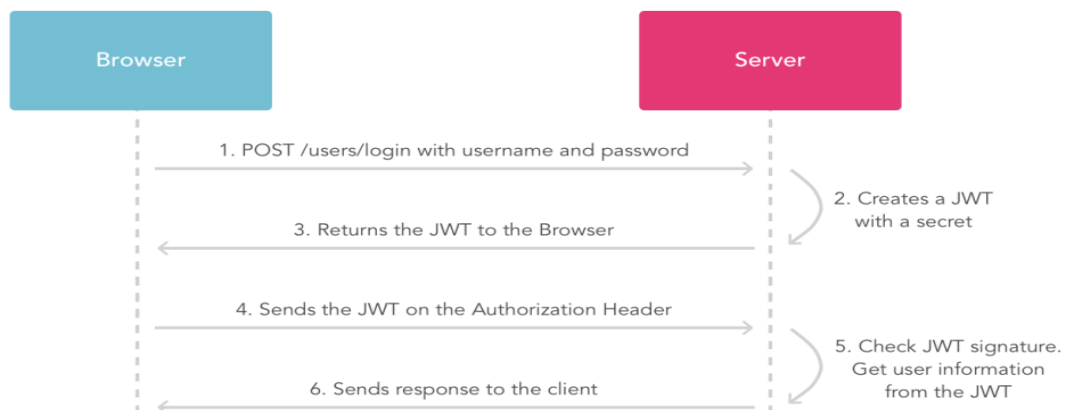 Browser
Server
1. POST /users/login with username and password
2. Creates a JWT
with a secret
3. Returns the JWT to the Browser
4. Sends the JWT on the Authorization Header
5. Check JWT signature.
Get user information
from the JWT
6. Sends response to the client